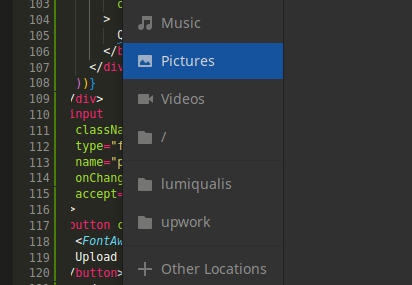 103
104 >
105
106 </b
107 </div
108 ))}
109 /div>
110 input
111 classNa
112 type="f
113 name="p
114 onChang
115 accept=
116 >
117 button c
118 <FontAw
119 Upload
120 /button>
Music
Pictures
Videos
/
lumiqualis
upwork
Other Locations